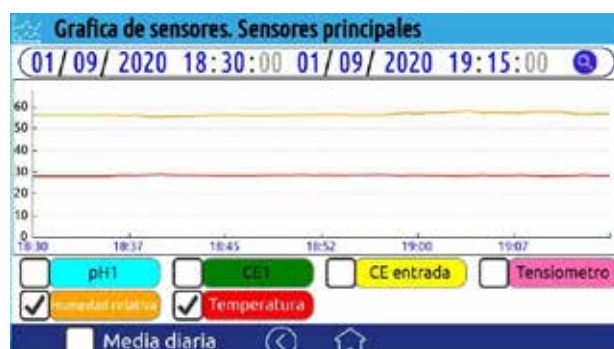 Grafica de sensores. Sensores principales
01/09/2020 18:30:00 01/09/2020 19:15:00
60
50
40
30
20
10
0
18:30 18:37 18:45 18:52 19:00 19:07
pH1 CE1 CE entrada Tensiometro
Humedad relativa Temperatura
Media diaria